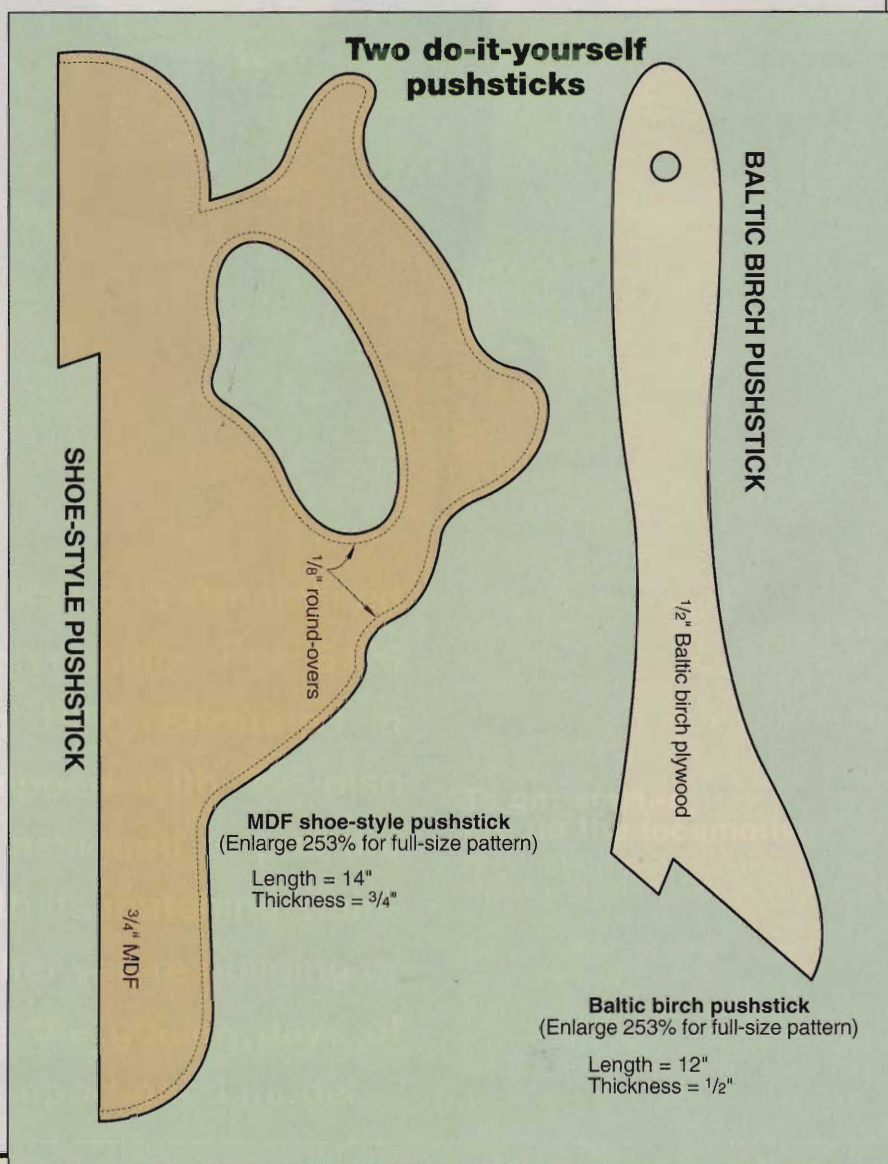 Two do-it-yourself
pushsticks
SHOE-STYLE PUSHSTICK
1/8" round-overs
3/4" MDF
MDF shoe-style pushstick
(Enlarge 253% for full-size pattern)
Length = 14"
Thickness = 3/4"
BALTIC BIRCH PUSHSTICK
1/2" Baltic birch plywood
Baltic birch pushstick
(Enlarge 253% for full-size pattern)
Length = 12"
Thickness = 1/2"